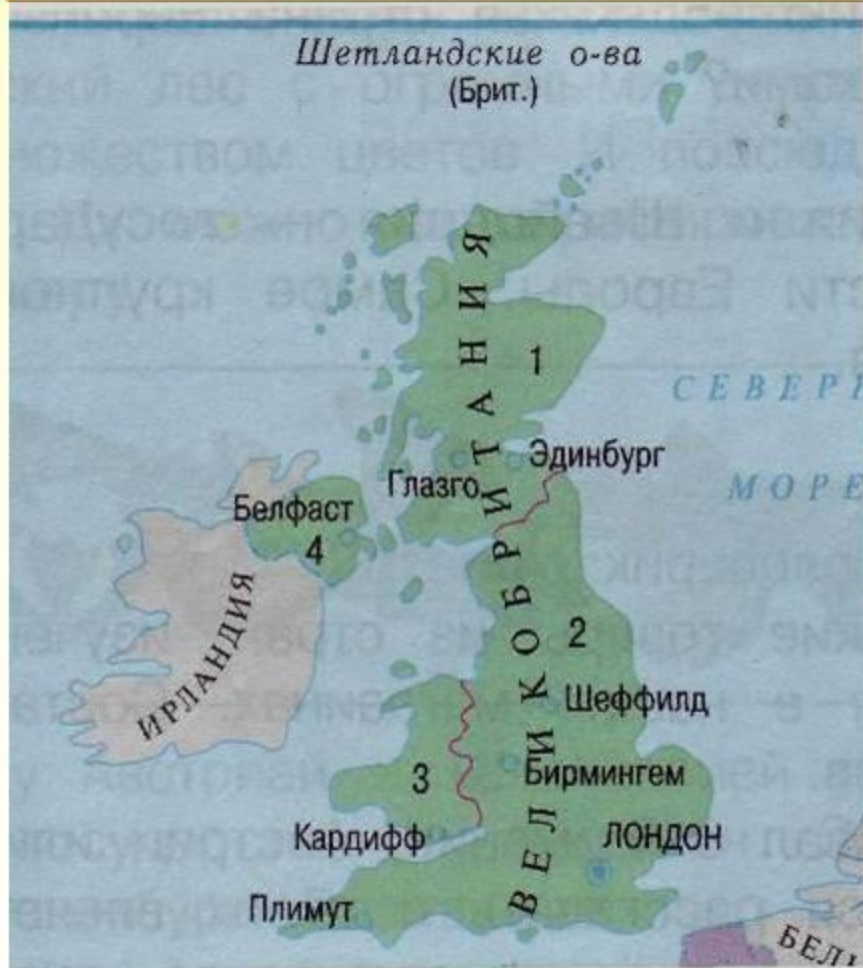 Шетландские о-ва
(Брит.)
ВЕЛИКОБРИТАНИЯ
1
СЕВЕР
МОРЕ
Эдинбург
Глазго
Белфаст
4
ИРЛАНДИЯ
2
Шеффилд
3
Бирмингем
Кардифф
ЛОНДОН
Плимут
БЕЛЬ